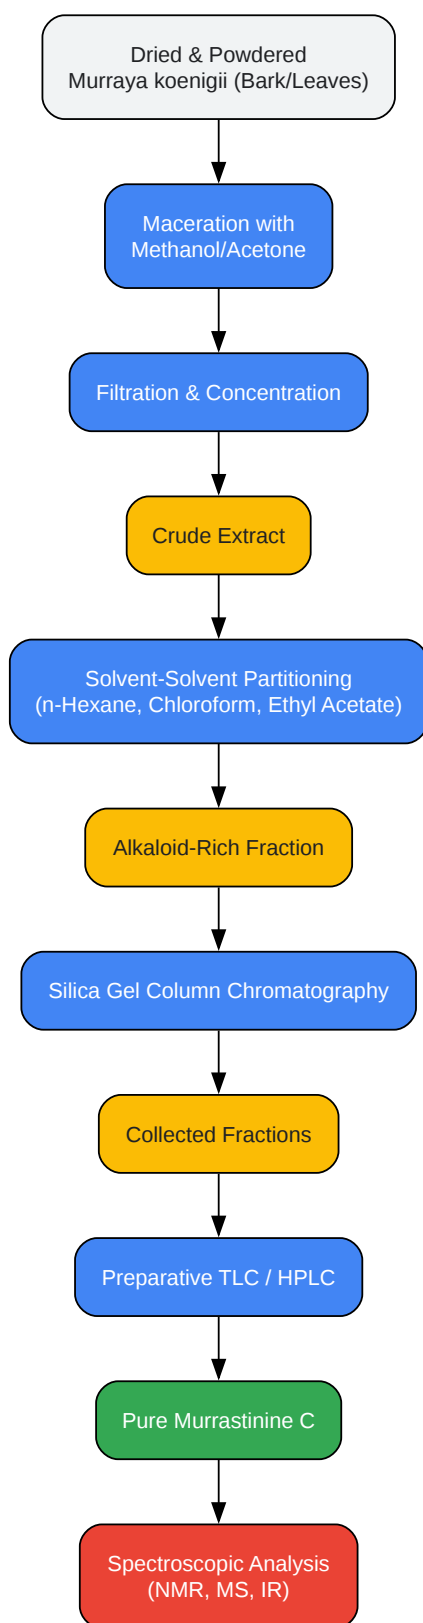 Dried & Powdered
Murraya koenigii (Bark/Leaves)
Maceration with
Methanol/Acetone
Filtration & Concentration
Crude Extract
Solvent-Solvent Partitioning
(n-Hexane, Chloroform, Ethyl Acetate)
Alkaloid-Rich Fraction
Silica Gel Column Chromatography
Collected Fractions
Preparative TLC / HPLC
Pure Murrastinine C
Spectroscopic Analysis
(NMR, MS, IR)